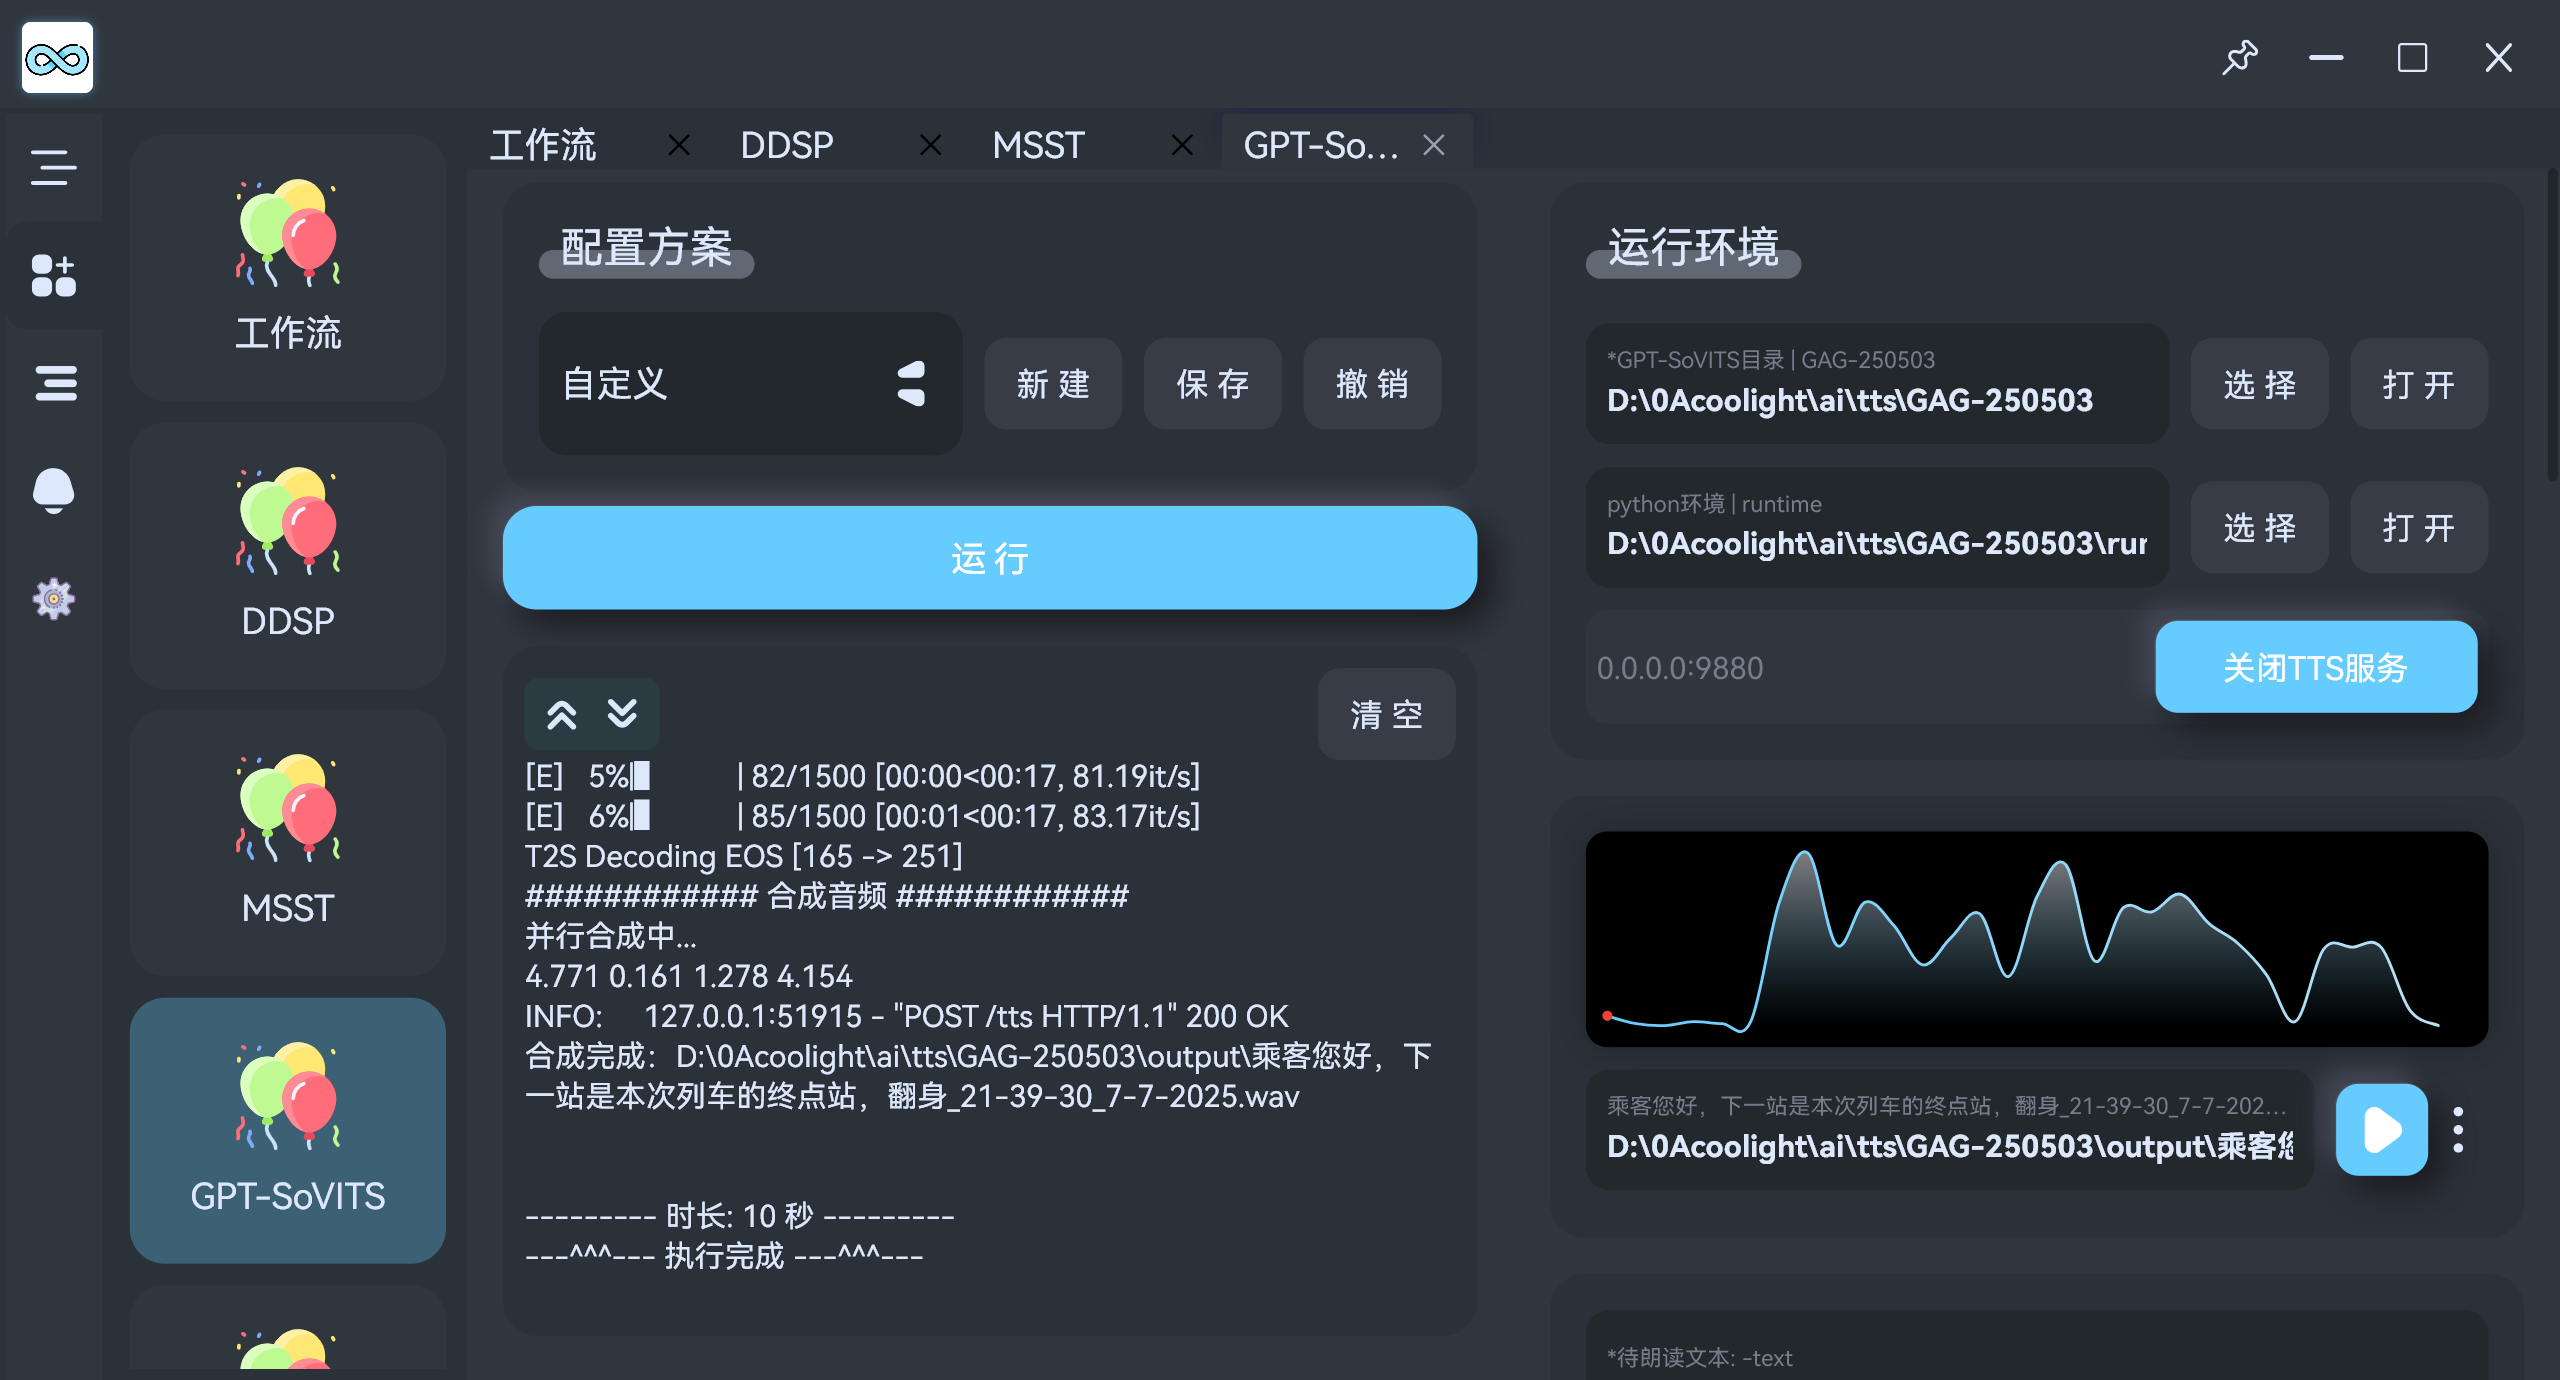 工作流
DDSP
MSST
GPT-So...
工作流
DDSP
MSST
GPT-SoVITS
配置方案
自定义
新 建
保 存
撤 销
运 行
清 空
[E]   5%|█         | 82/1500 [00:00<00:17, 81.19it/s]
[E]   6%|█         | 85/1500 [00:01<00:17, 83.17it/s]
T2S Decoding EOS [165 -> 251]
############ 合成音频 ############
并行合成中...
4.771 0.161 1.278 4.154
INFO:     127.0.0.1:51915 - "POST /tts HTTP/1.1" 200 OK
合成完成：D:\0Acoolight\ai\tts\GAG-250503\output\乘客您好，下
一站是本次列车的终点站，翻身_21-39-30_7-7-2025.wav
--------- 时长: 10 秒 ---------
---^^^--- 执行完成 ---^^^---
运行环境
*GPT-SoVITS目录 | GAG-250503
D:\0Acoolight\ai\tts\GAG-250503
选 择
打 开
python环境 | runtime
D:\0Acoolight\ai\tts\GAG-250503\rur
选 择
打 开
0.0.0.0:9880
关闭TTS服务
乘客您好，下一站是本次列车的终点站，翻身_21-39-30_7-7-202...
D:\0Acoolight\ai\tts\GAG-250503\output\乘客您
*待朗读文本: -text